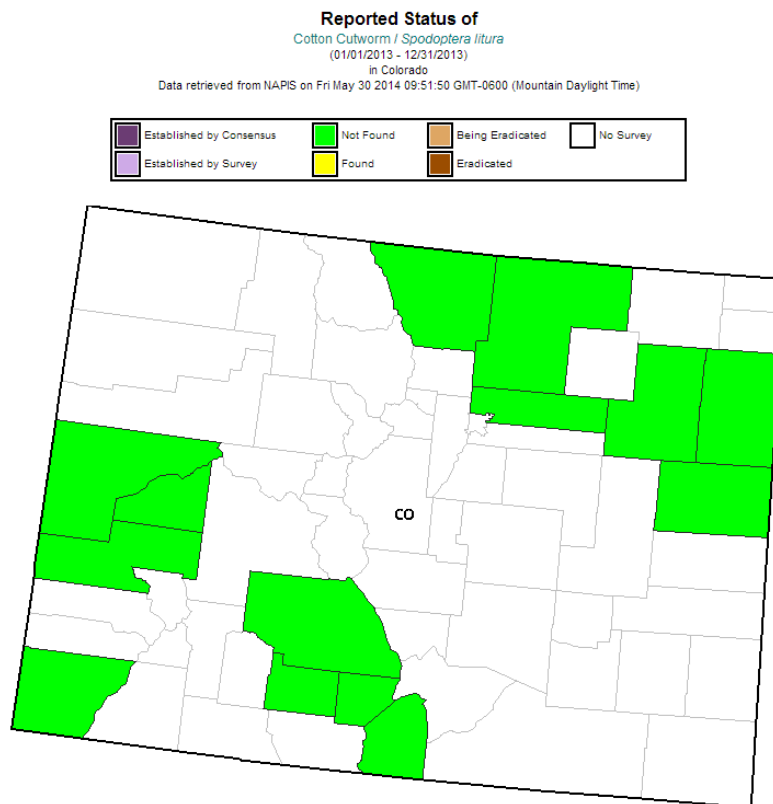 Reported Status of
Cotton Cutworm / Spodoptera litura
(01/01/2013 - 12/31/2013)
in Colorado
Data retrieved from NAPIS on Fri May 30 2014 09:51:50 GMT-0600 (Mountain Daylight Time)
Established by Consensus Not Found Being Eradicated No Survey
Established by Survey Found Eradicated
CO